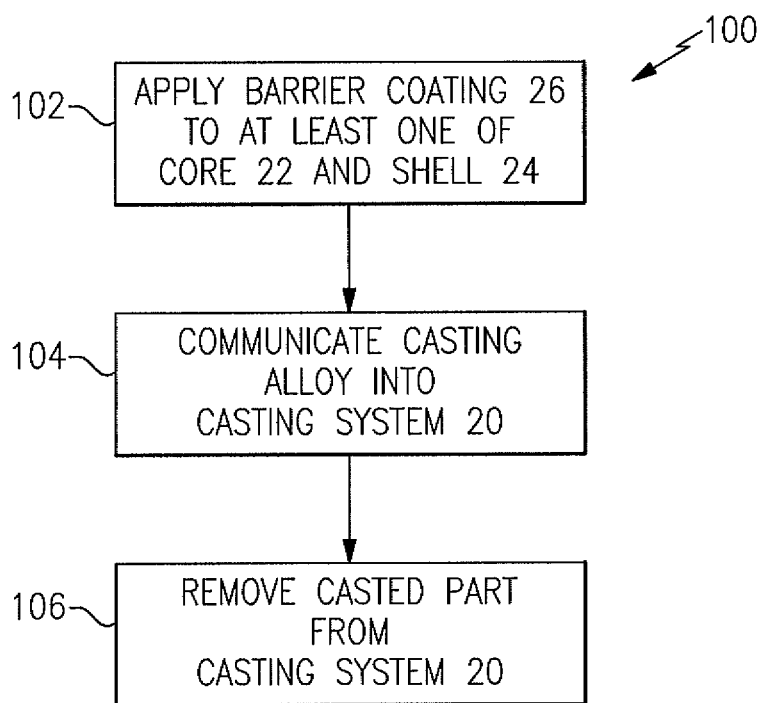 100
102
APPLY BARRIER COATING 26
TO AT LEAST ONE OF
CORE 22 AND SHELL 24
104
COMMUNICATE CASTING
ALLOY INTO
CASTING SYSTEM 20
106
REMOVE CASTED PART
FROM
CASTING SYSTEM 20